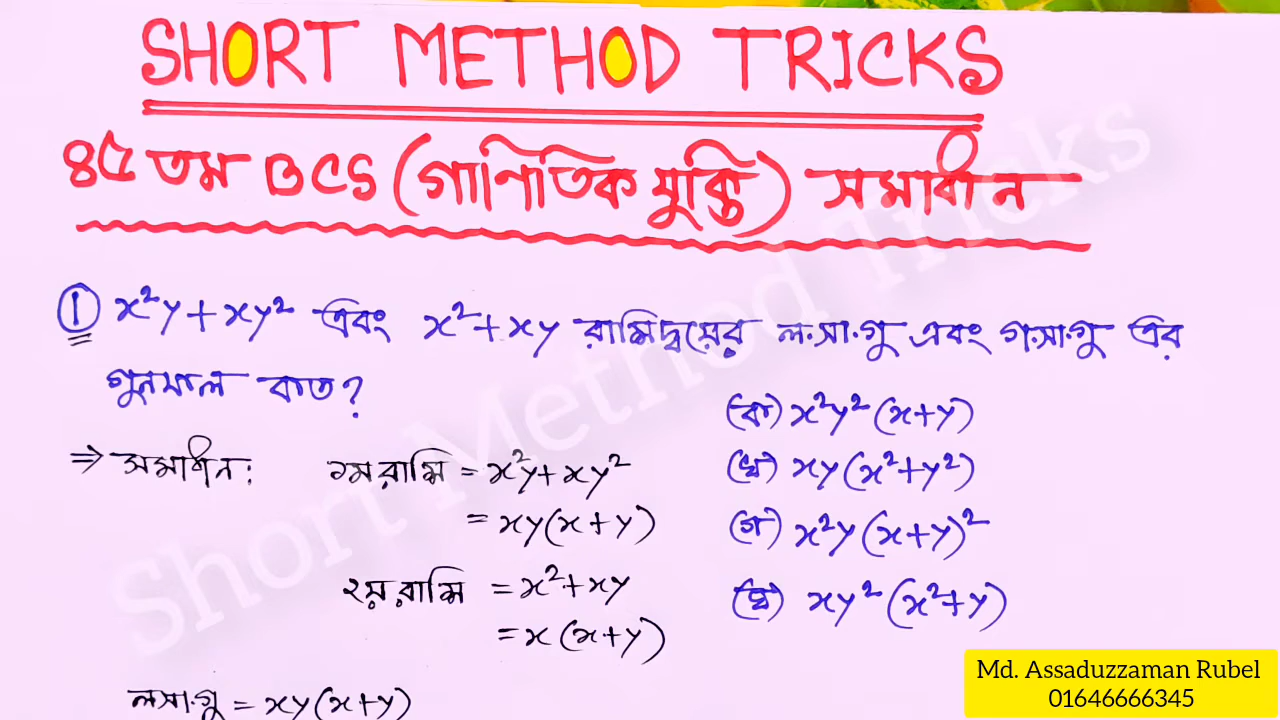 SHORT METHOD TRICKS
৪৫ তম BCS (গাণিতিক যুক্তি) সমাধান
① x²y + xy² এবং x² + xy রাশিদ্বয়ের ল.সা.গু এবং গ.সা.গু এর
গুনফল কত?
(ক) x²y² (x+y)
(খ) xy (x²+y²)
(গ) x²y (x+y)²
(ঘ) xy² (x²+y)
⇒ সমাধান: ১ম রাশি = x²y + xy²
= xy(x+y)
২য় রাশি = x² + xy
= x (x+y)
ল.সা.গু = xy(x+y)
Short Method Tricks
Md. Assaduzzaman Rubel
01646666345